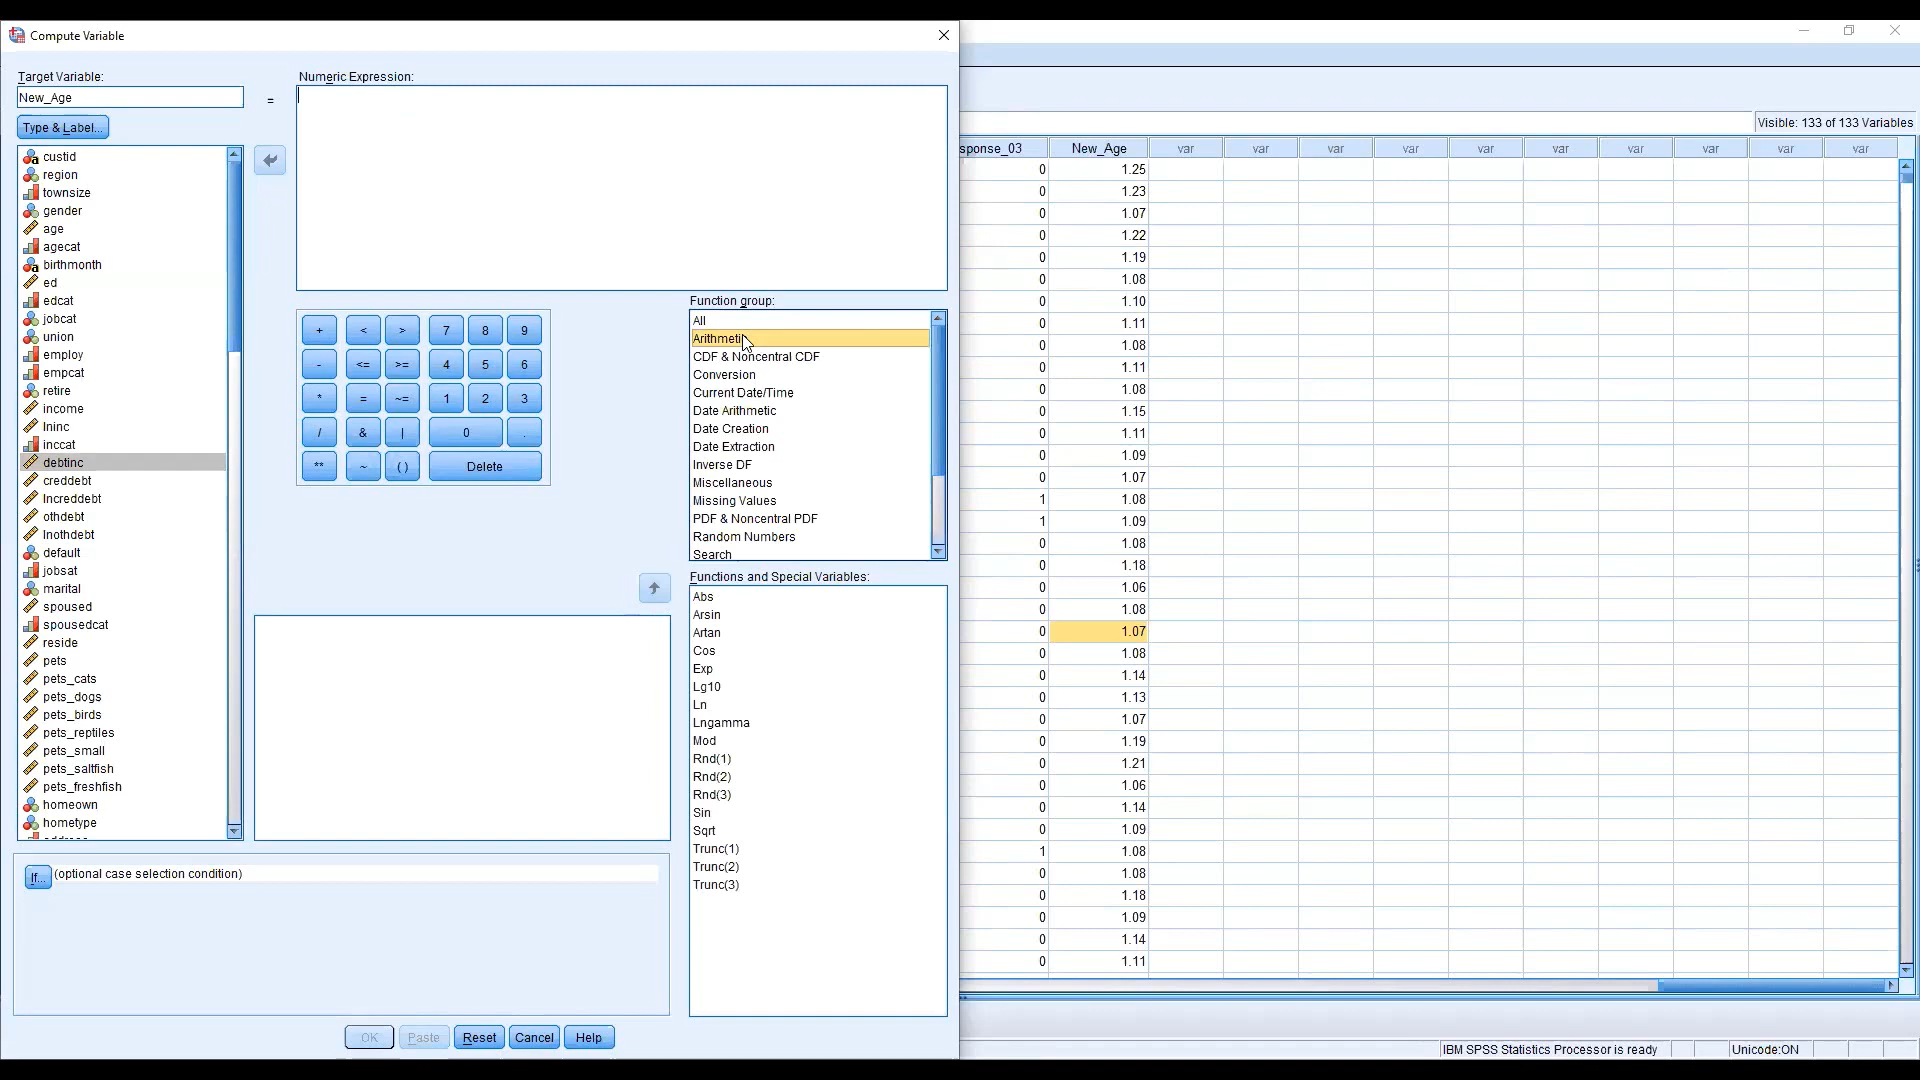 Compute Variable
Target Variable:
Numeric Expression:
New_Age
=
Type & Label...
custid
region
townsize
gender
age
agecat
birthmonth
ed
edcat
jobcat
union
employ
empcat
retire
income
lninc
inccat
debtinc
creddebt
lncreddebt
othdebt
lnothdebt
default
jobsat
marital
spoused
spousedcat
reside
pets
pets_cats
pets_dogs
pets_birds
pets_reptiles
pets_small
pets_saltfish
pets_freshfish
homeown
hometype
+ < > 7 8 9
- <= >= 4 5 6
* = ~= 1 2 3
/ & | 0 .
** ~ ( ) Delete
Function group:
All
Arithmetic
CDF & Noncentral CDF
Conversion
Current Date/Time
Date Arithmetic
Date Creation
Date Extraction
Inverse DF
Miscellaneous
Missing Values
PDF & Noncentral PDF
Random Numbers
Search
Functions and Special Variables:
Abs
Arsin
Artan
Cos
Exp
Lg10
Ln
Lngamma
Mod
Rnd(1)
Rnd(2)
Rnd(3)
Sin
Sqrt
Trunc(1)
Trunc(2)
Trunc(3)
If... (optional case selection condition)
OK Paste Reset Cancel Help
Visible: 133 of 133 Variables
sponse_03 New_Age var var var var var var var var var var
0 1.25
0 1.23
0 1.07
0 1.22
0 1.19
0 1.08
0 1.10
0 1.11
0 1.08
0 1.11
0 1.08
0 1.15
0 1.11
0 1.09
0 1.07
1 1.08
1 1.09
0 1.08
0 1.18
0 1.06
0 1.08
0 1.07
0 1.08
0 1.14
0 1.13
0 1.07
0 1.19
0 1.21
0 1.06
0 1.14
0 1.09
1 1.08
0 1.08
0 1.18
0 1.09
0 1.14
0 1.11
IBM SPSS Statistics Processor is ready Unicode:ON